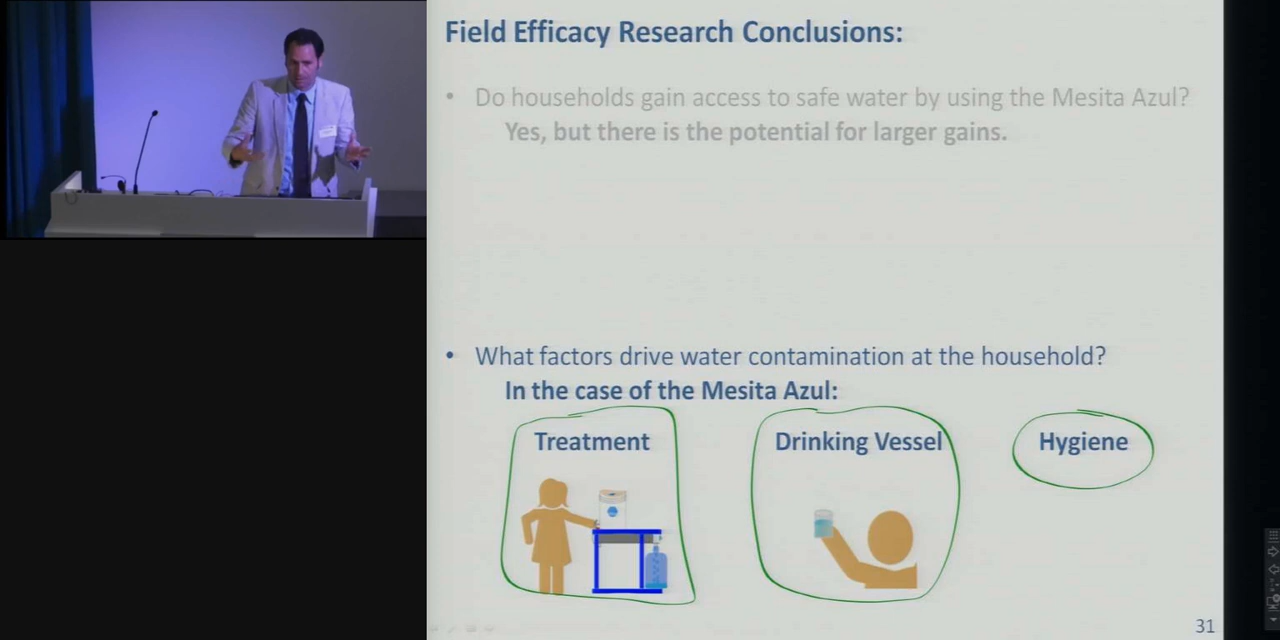 Field Efficacy Research Conclusions:
• Do households gain access to safe water by using the Mesita Azul?
Yes, but there is the potential for larger gains.
• What factors drive water contamination at the household?
In the case of the Mesita Azul:
Treatment
Drinking Vessel
Hygiene
31